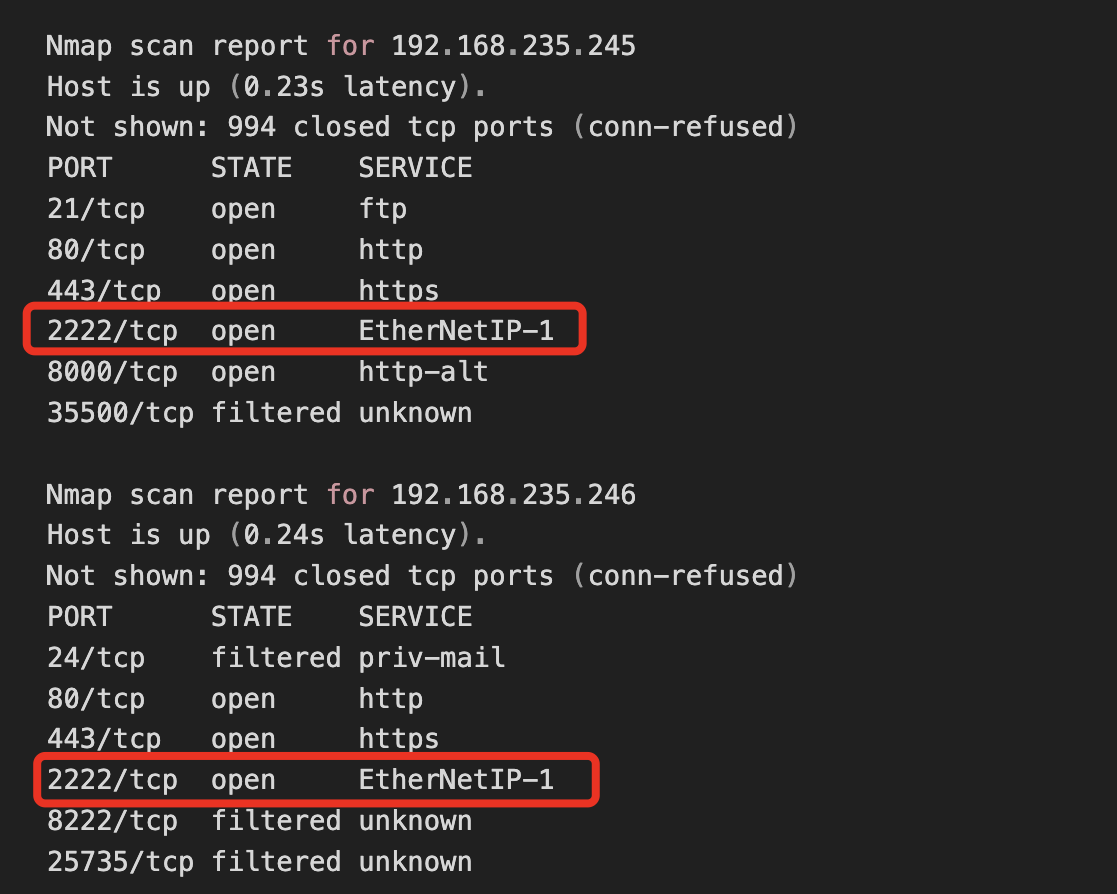 Nmap scan report for 192.168.235.245
Host is up (0.23s latency).
Not shown: 994 closed tcp ports (conn-refused)
PORT      STATE    SERVICE
21/tcp    open     ftp
80/tcp    open     http
443/tcp   open     https
2222/tcp  open     EtherNetIP-1
8000/tcp  open     http-alt
35500/tcp filtered unknown

Nmap scan report for 192.168.235.246
Host is up (0.24s latency).
Not shown: 994 closed tcp ports (conn-refused)
PORT      STATE    SERVICE
24/tcp    filtered priv-mail
80/tcp    open     http
443/tcp   open     https
2222/tcp  open     EtherNetIP-1
8222/tcp  filtered unknown
25735/tcp filtered unknown